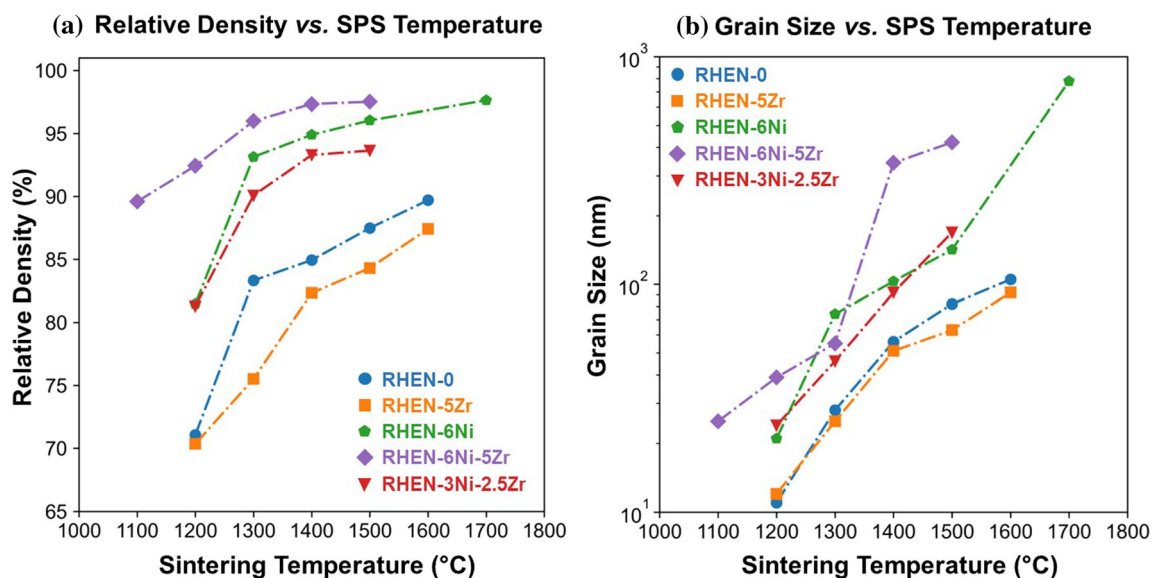 (a) Relative Density vs. SPS Temperature
100
95
90
85
80
75
70
65
Relative Density (%)
RHEN-0
RHEN-5Zr
RHEN-6Ni
RHEN-6Ni-5Zr
RHEN-3Ni-2.5Zr
1000 1100 1200 1300 1400 1500 1600 1700 1800
Sintering Temperature (°C)
(b) Grain Size vs. SPS Temperature
10³
10²
10¹
Grain Size (nm)
RHEN-0
RHEN-5Zr
RHEN-6Ni
RHEN-6Ni-5Zr
RHEN-3Ni-2.5Zr
1000 1100 1200 1300 1400 1500 1600 1700 1800
Sintering Temperature (°C)